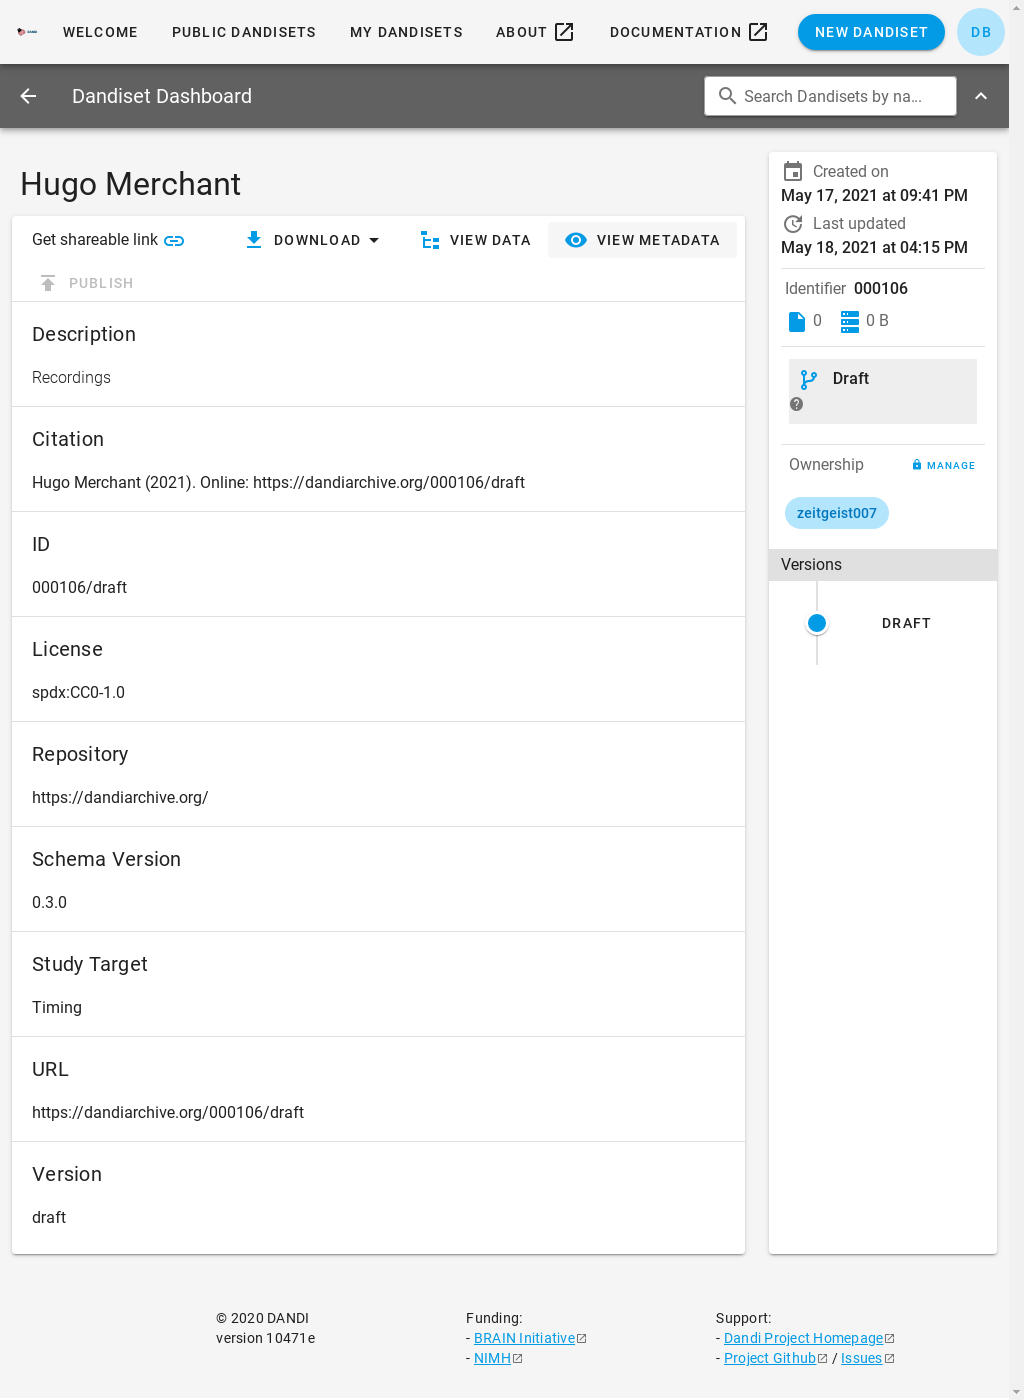 WELCOME PUBLIC DANDISETS MY DANDISETS ABOUT DOCUMENTATION NEW DANDISET DB
Dandiset Dashboard Search Dandisets by na...
Hugo Merchant
Get shareable link DOWNLOAD VIEW DATA VIEW METADATA
PUBLISH
Description
Recordings
Citation
Hugo Merchant (2021). Online: https://dandiarchive.org/000106/draft
ID
000106/draft
License
spdx:CC0-1.0
Repository
https://dandiarchive.org/
Schema Version
0.3.0
Study Target
Timing
URL
https://dandiarchive.org/000106/draft
Version
draft
Created on
May 17, 2021 at 09:41 PM
Last updated
May 18, 2021 at 04:15 PM
Identifier 000106
0 0 B
Draft
Ownership MANAGE
zeitgeist007
Versions
DRAFT
© 2020 DANDI
version 10471e
Funding:
- BRAIN Initiative
- NIMH
Support:
- Dandi Project Homepage
- Project Github / Issues